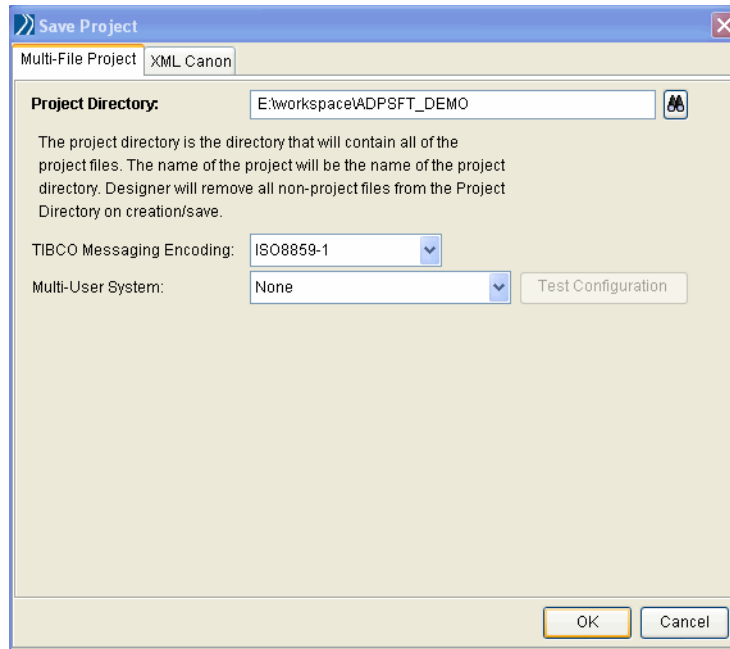 Save Project
Multi-File Project XML Canon
Project Directory: E:\workspace\ADPSFT_DEMO
The project directory is the directory that will contain all of the
project files. The name of the project will be the name of the project
directory. Designer will remove all non-project files from the Project
Directory on creation/save.
TIBCO Messaging Encoding: ISO8859-1
Multi-User System: None Test Configuration
OK Cancel